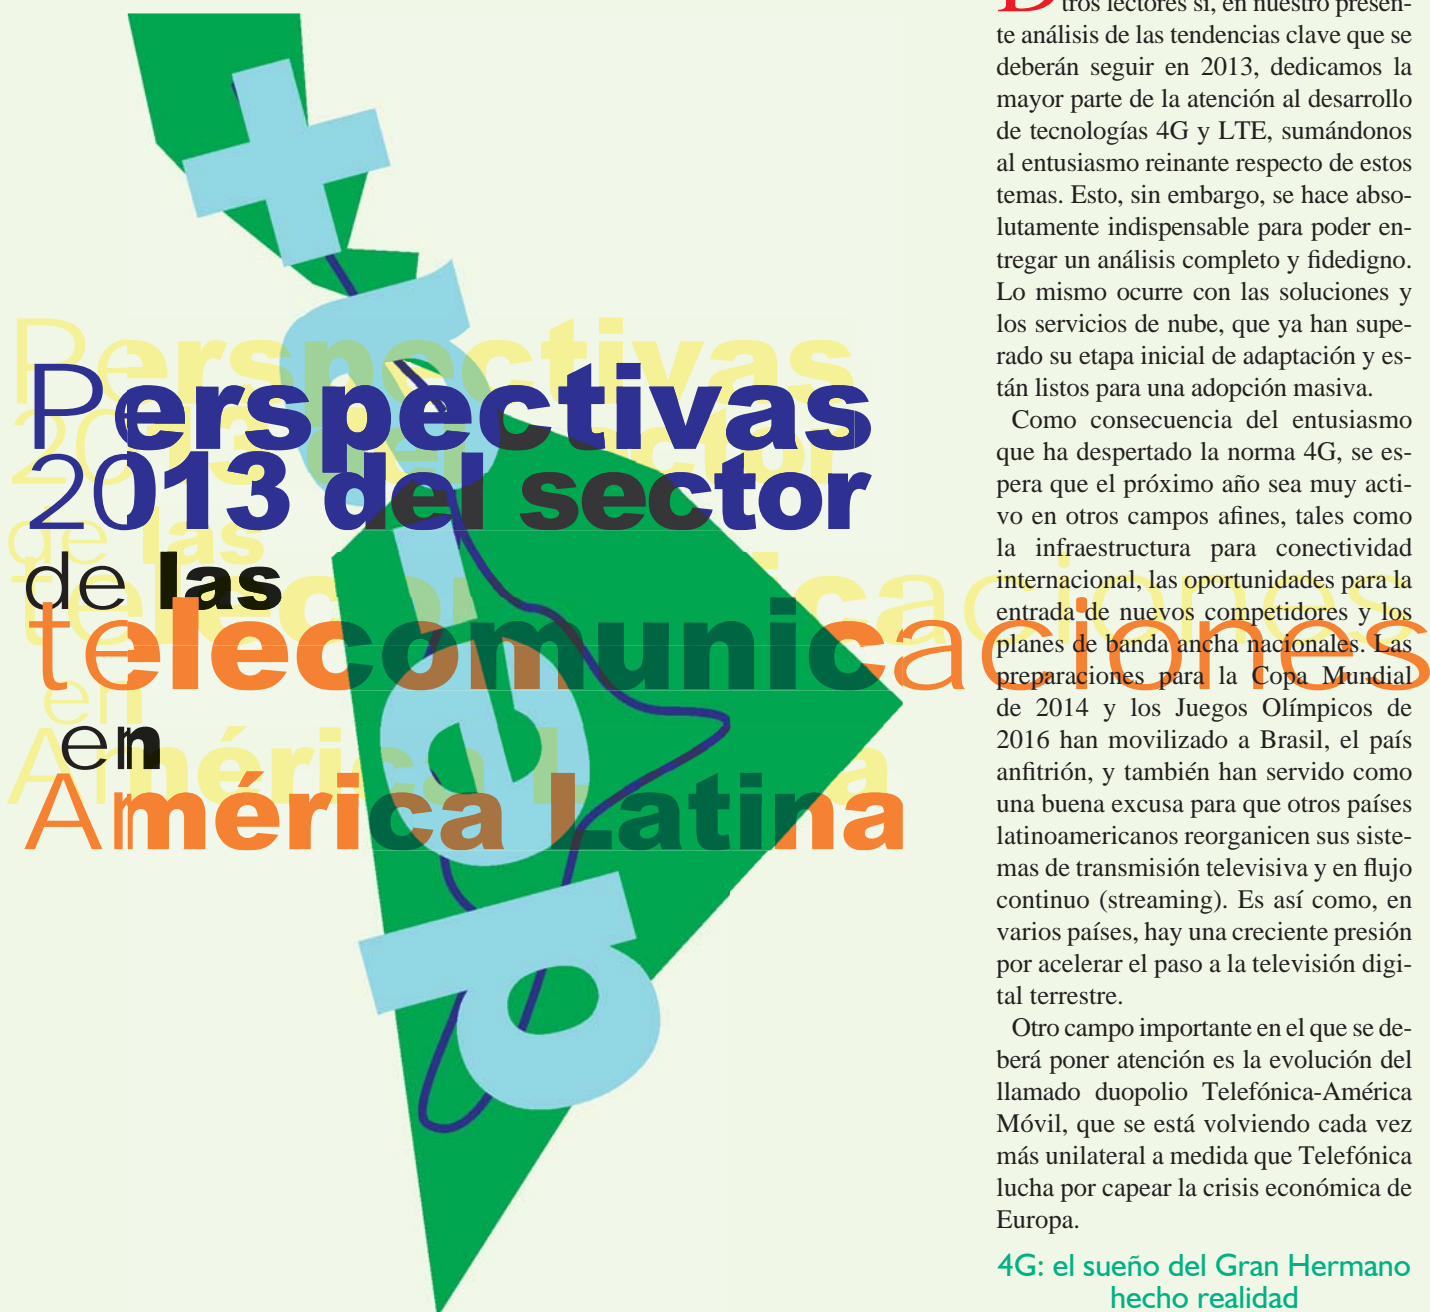 Perspectivas
2013 del sector
de las
telecomunicaciones
en
América Latina
tros lectores si, en nuestro presen-
te análisis de las tendencias clave que se
deberán seguir en 2013, dedicamos la
mayor parte de la atención al desarrollo
de tecnologías 4G y LTE, sumándonos
al entusiasmo reinante respecto de estos
temas. Esto, sin embargo, se hace abso-
lutamente indispensable para poder en-
tregar un análisis completo y fidedigno.
Lo mismo ocurre con las soluciones y
los servicios de nube, que ya han supe-
rado su etapa inicial de adaptación y es-
tán listos para una adopción masiva.
Como consecuencia del entusiasmo
que ha despertado la norma 4G, se es-
pera que el próximo año sea muy acti-
vo en otros campos afines, tales como
la infraestructura para conectividad
internacional, las oportunidades para la
entrada de nuevos competidores y los
planes de banda ancha nacionales. Las
preparaciones para la Copa Mundial
de 2014 y los Juegos Olímpicos de
2016 han movilizado a Brasil, el país
anfitrión, y también han servido como
una buena excusa para que otros países
latinoamericanos reorganicen sus siste-
mas de transmisión televisiva y en flujo
continuo (streaming). Es así como, en
varios países, hay una creciente presión
por acelerar el paso a la televisión digi-
tal terrestre.
Otro campo importante en el que se de-
berá poner atención es la evolución del
llamado duopolio Telefónica-América
Móvil, que se está volviendo cada vez
más unilateral a medida que Telefónica
lucha por capear la crisis económica de
Europa.
4G: el sueño del Gran Hermano
hecho realidad